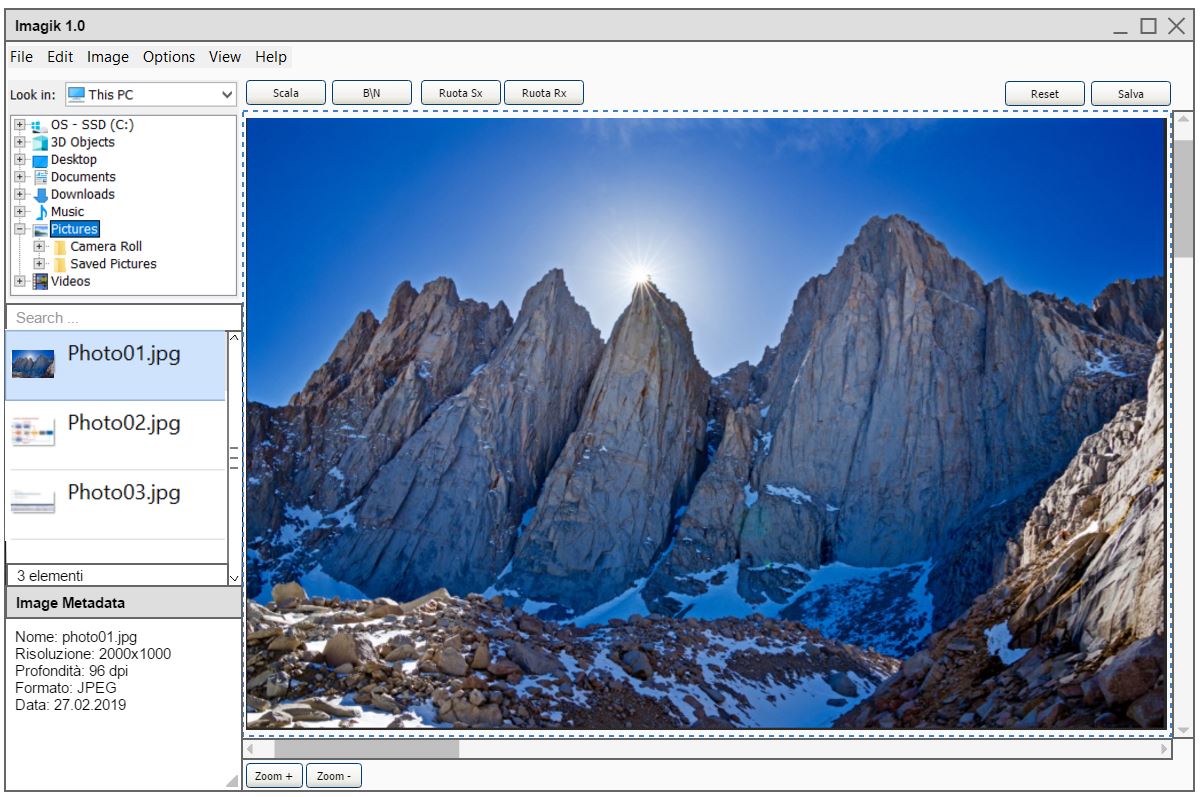 Imagik 1.0
File Edit Image Options View Help
Look in: This PC
Scala B\N Ruota Sx Ruota Rx Reset Salva
OS - SSD (C:)
3D Objects
Desktop
Documents
Downloads
Music
Pictures
Camera Roll
Saved Pictures
Videos
Search ...
Photo01.jpg
Photo02.jpg
Photo03.jpg
3 elementi
Image Metadata
Nome: photo01.jpg
Risoluzione: 2000x1000
Profondità: 96 dpi
Formato: JPEG
Data: 27.02.2019
Zoom + Zoom -